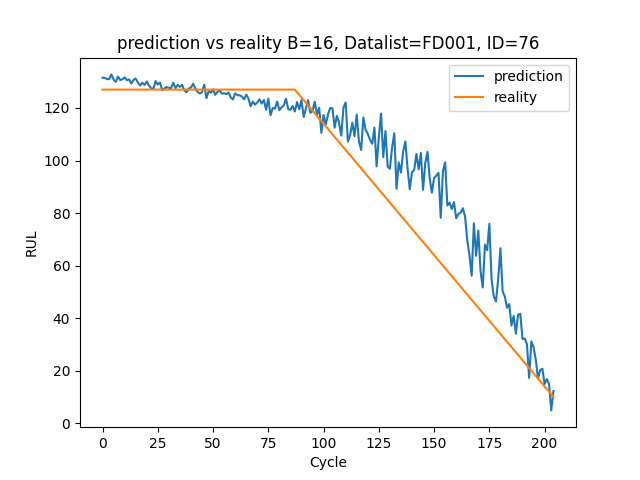 prediction vs reality B=16, Datalist=FD001, ID=76
prediction
reality
RUL
120
100
80
60
40
20
0
0 25 50 75 100 125 150 175 200
Cycle